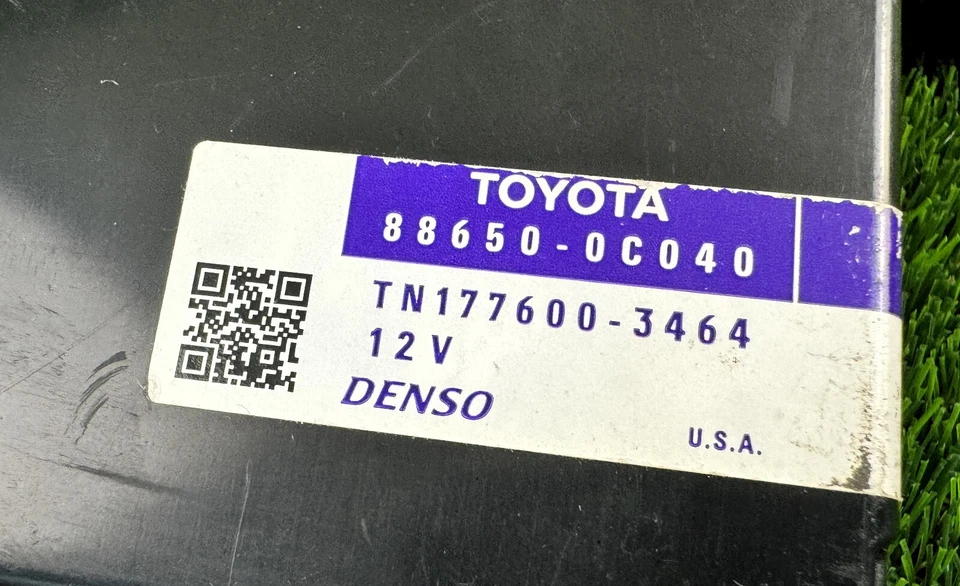 TOYOTA
88650-0C040
TN177600-3464
12V
DENSO
U.S.A.